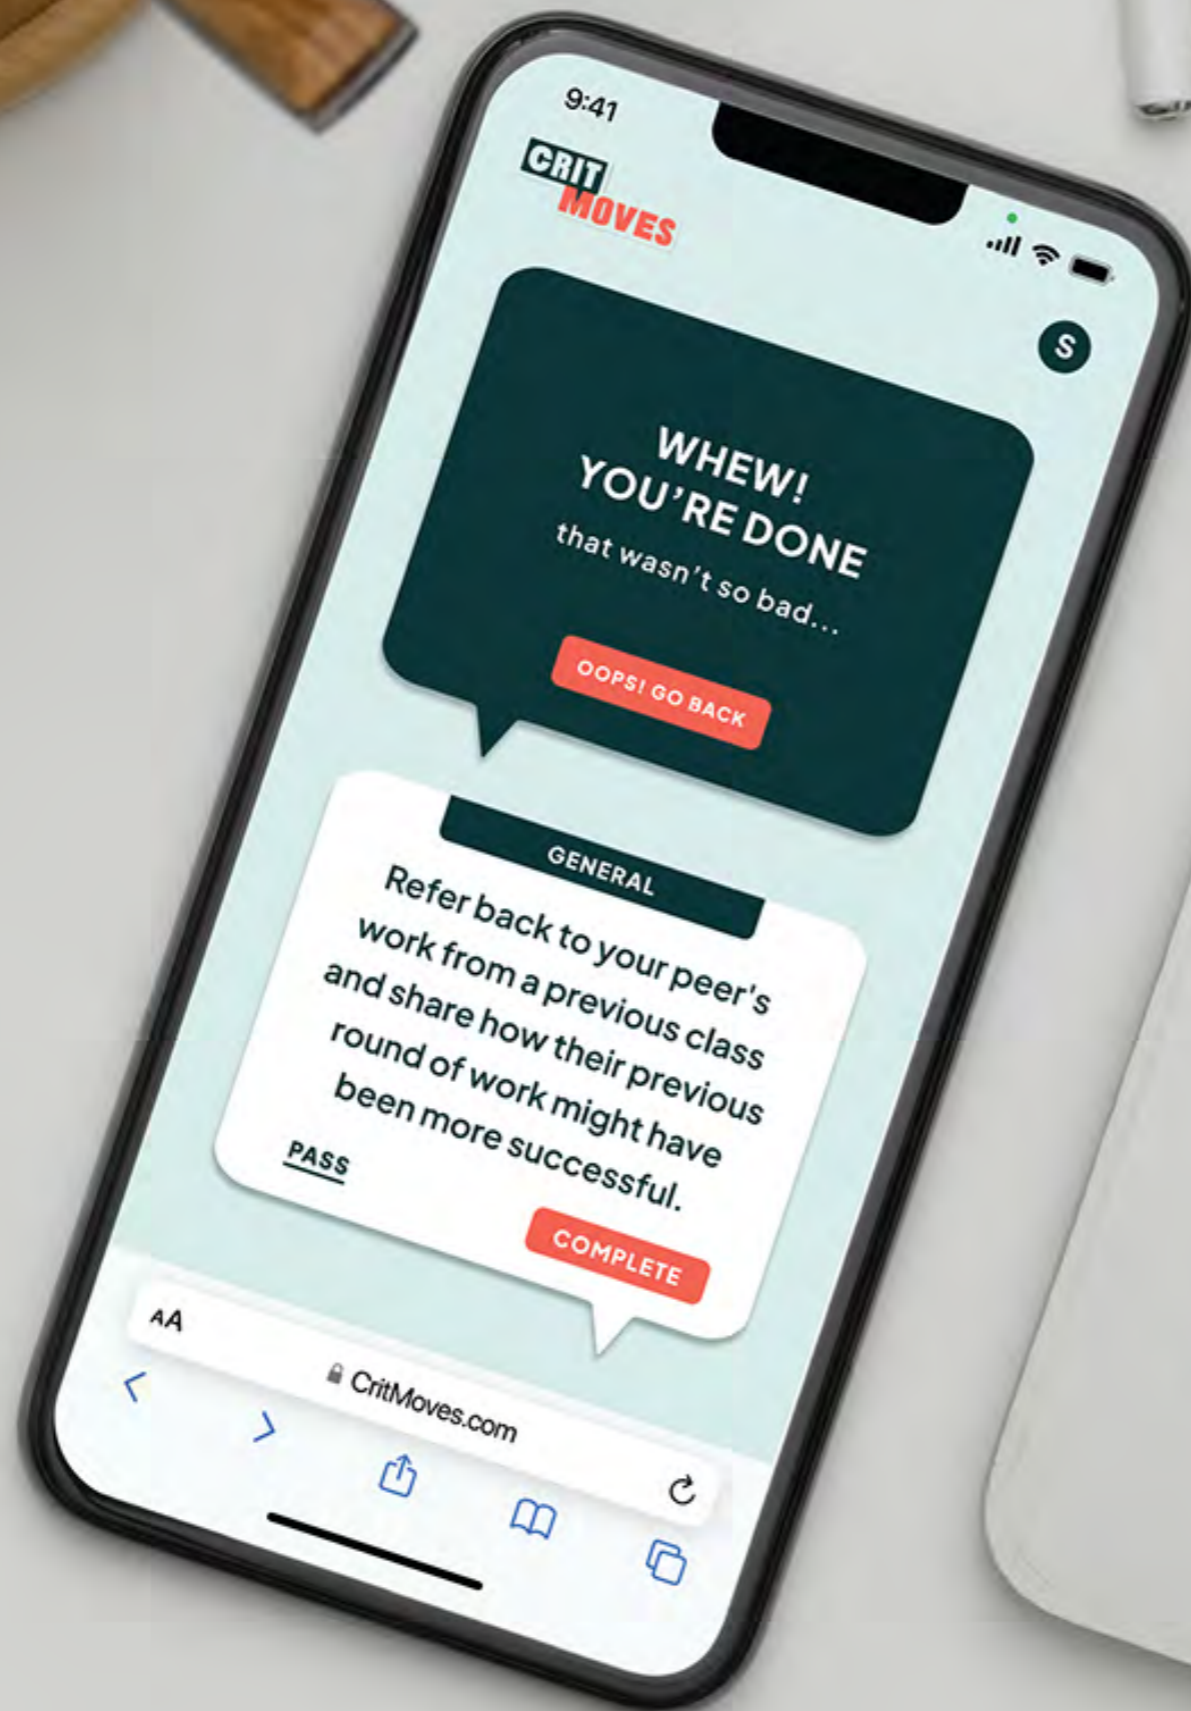 9:41
CRIT
MOVES
S
WHEW!
YOU'RE DONE
that wasn't so bad...
OOPS! GO BACK
GENERAL
Refer back to your peer's
work from a previous class
and share how their previous
round of work might have
been more successful.
PASS
COMPLETE
AA
CritMoves.com